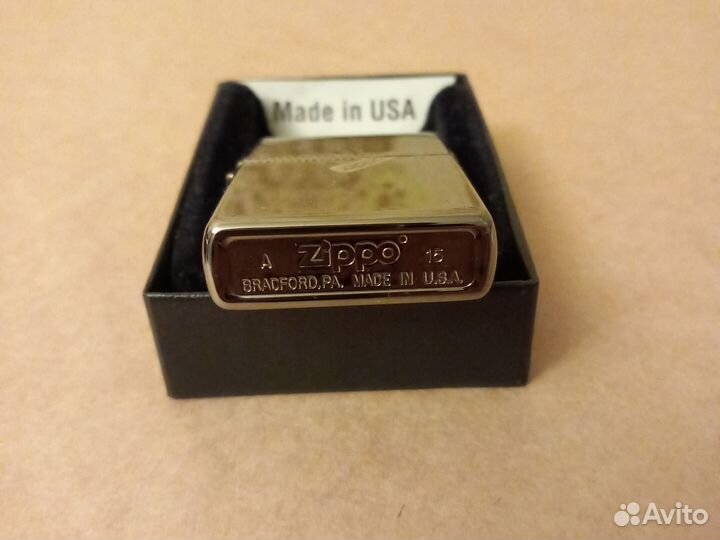 Made in USA
A Zippo® 15
BRADFORD,PA. MADE IN U.S.A.
Avito